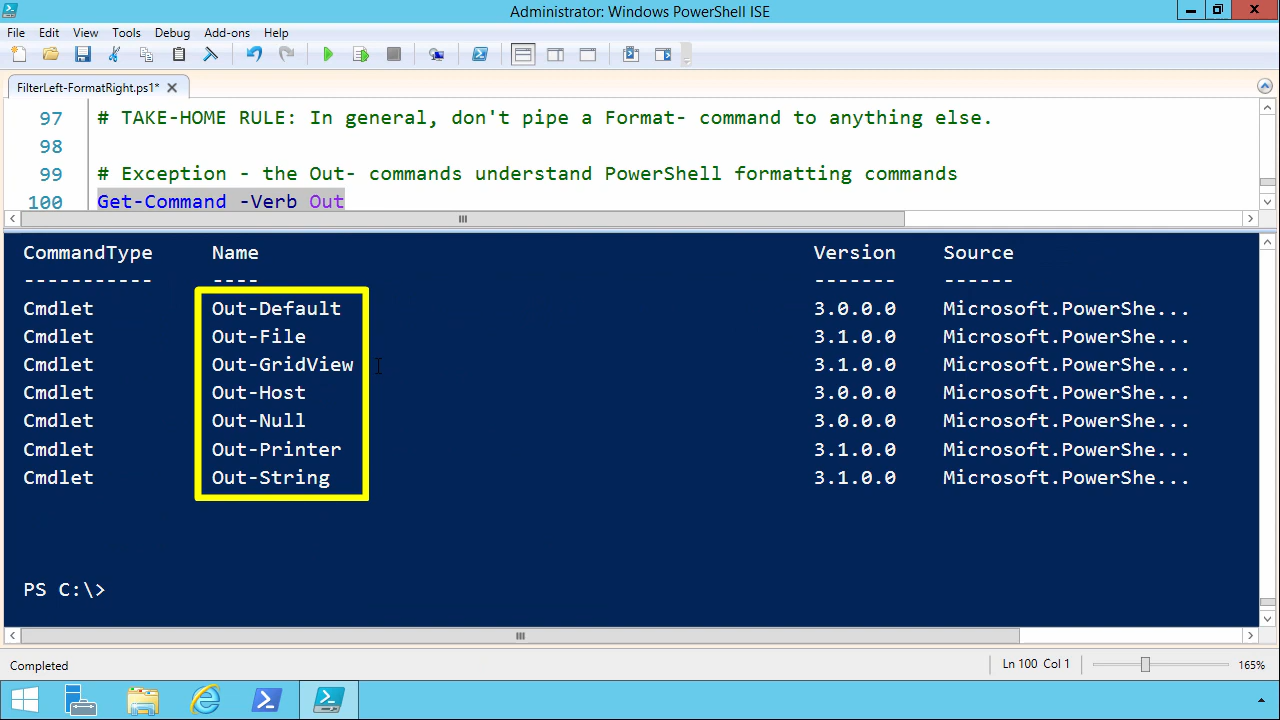 Administrator: Windows PowerShell ISE
File Edit View Tools Debug Add-ons Help
FilterLeft-FormatRight.ps1*
97 # TAKE-HOME RULE: In general, don't pipe a Format- command to anything else.
98
99 # Exception - the Out- commands understand PowerShell formatting commands
100 Get-Command -Verb Out
CommandType Name Version Source
----------- ---- ------- ------
Cmdlet Out-Default 3.0.0.0 Microsoft.PowerShe...
Cmdlet Out-File 3.1.0.0 Microsoft.PowerShe...
Cmdlet Out-GridView 3.1.0.0 Microsoft.PowerShe...
Cmdlet Out-Host 3.0.0.0 Microsoft.PowerShe...
Cmdlet Out-Null 3.0.0.0 Microsoft.PowerShe...
Cmdlet Out-Printer 3.1.0.0 Microsoft.PowerShe...
Cmdlet Out-String 3.1.0.0 Microsoft.PowerShe...
PS C:\>
Completed Ln 100 Col 1 165%